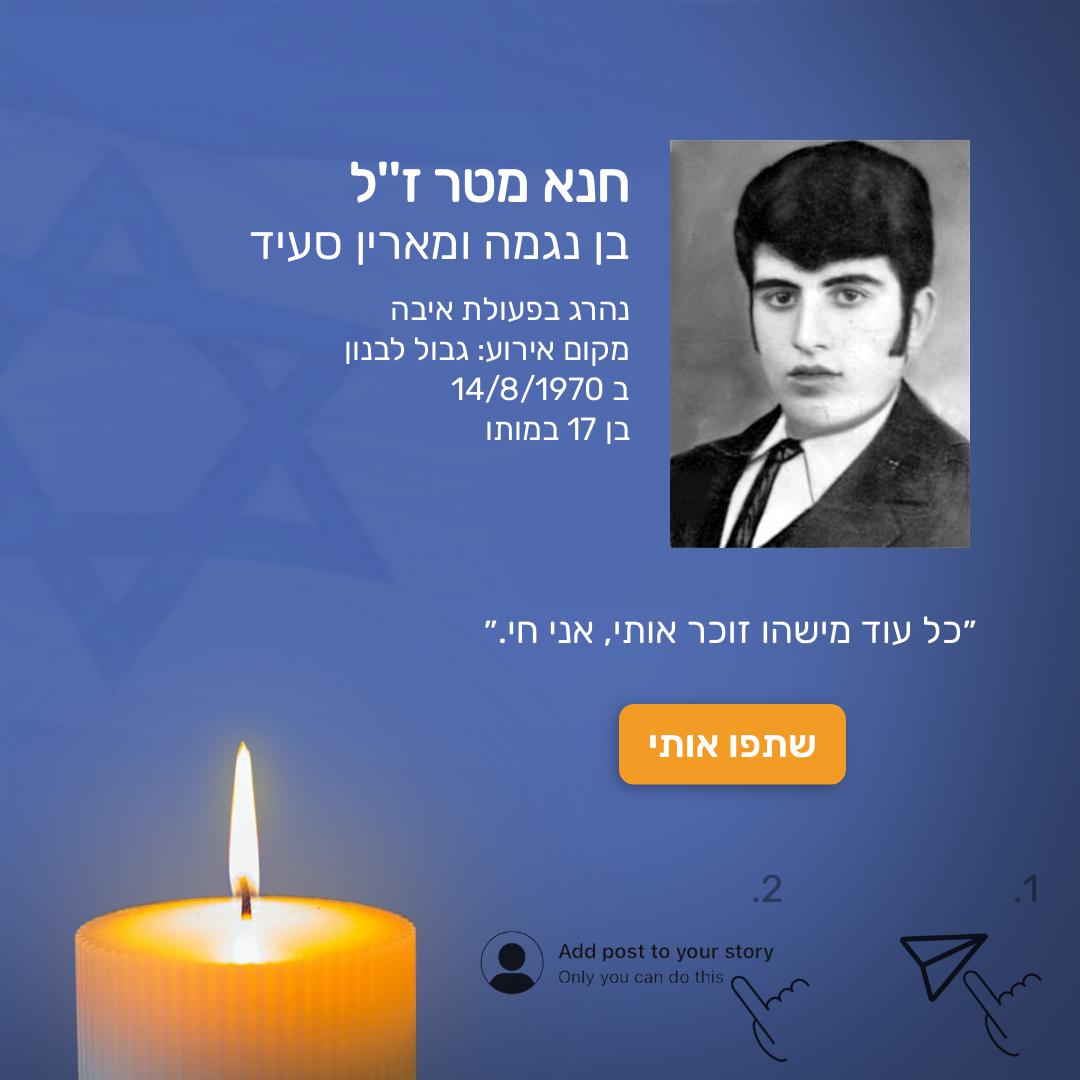 חנא מטר ז"ל
בן נגמה ומארין סעיד
נהרג בפעולת איבה
מקום אירוע: גבול לבנון
ב 14/8/1970
בן 17 במותו
״כל עוד מישהו זוכר אותי, אני חי.״
שתפו אותי
1.
2.
Add post to your story
Only you can do this